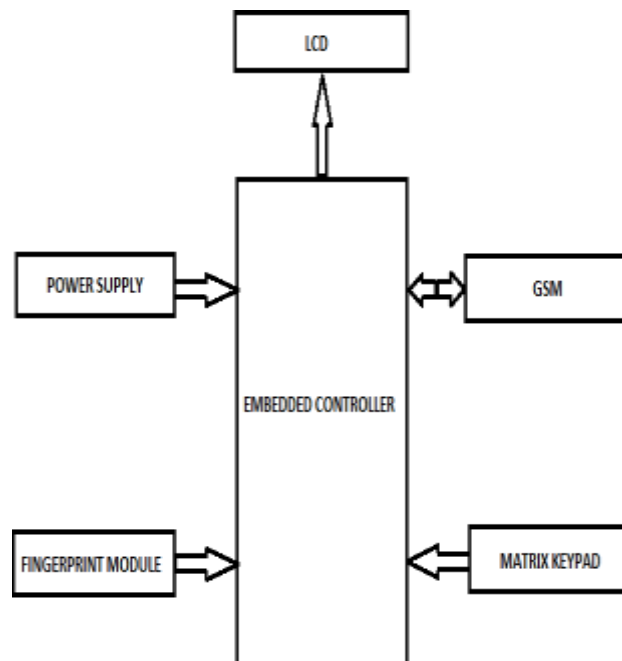 LCD
POWER SUPPLY
GSM
EMBEDDED CONTROLLER
FINGERPRINT MODULE
MATRIX KEYPAD